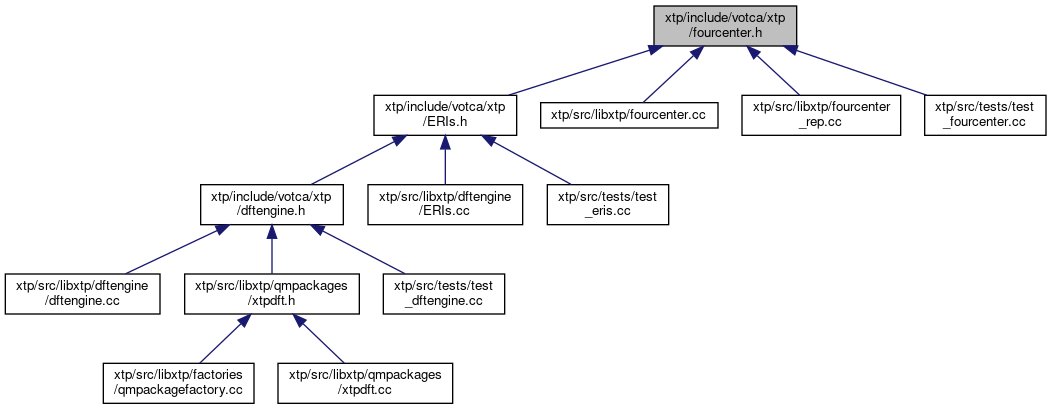 xtp/include/votca/xtp
/fourcenter.h
xtp/include/votca/xtp
/ERIs.h
xtp/src/libxtp/fourcenter.cc
xtp/src/libxtp/fourcenter
_rep.cc
xtp/src/tests/test
_fourcenter.cc
xtp/include/votca/xtp
/dftengine.h
xtp/src/libxtp/dftengine
/ERIs.cc
xtp/src/tests/test
_eris.cc
xtp/src/libxtp/dftengine
/dftengine.cc
xtp/src/libxtp/qmpackages
/xtpdft.h
xtp/src/tests/test
_dftengine.cc
xtp/src/libxtp/factories
/qmpackagefactory.cc
xtp/src/libxtp/qmpackages
/xtpdft.cc